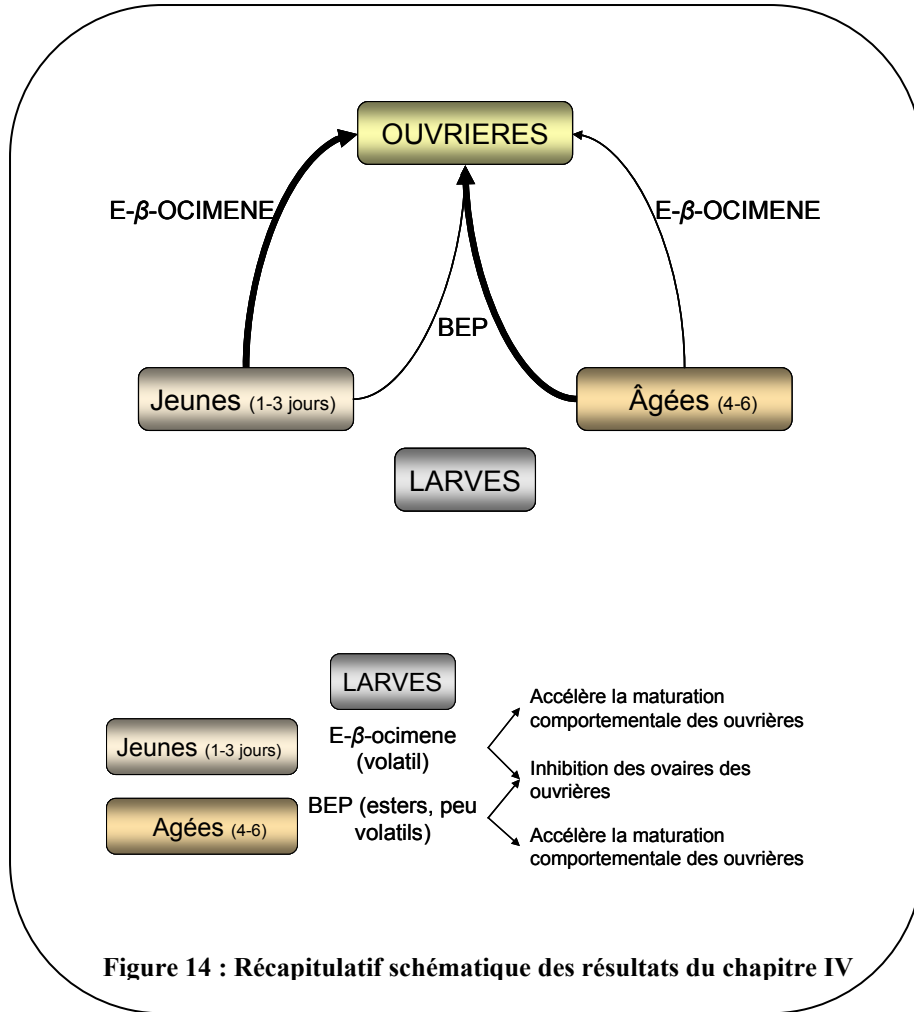 OUVRIERES
E-β-OCIMENE
E-β-OCIMENE
BEP
Jeunes (1-3 jours)
Âgées (4-6)
LARVES
LARVES
Jeunes (1-3 jours)
E-β-ocimene
(volatil)
Agées (4-6)
BEP (esters, peu
volatils)
Accélère la maturation
comportementale des ouvrières
Inhibition des ovaires des
ouvrières
Accélère la maturation
comportementale des ouvrières
Figure 14 : Récapitulatif schématique des résultats du chapitre IV